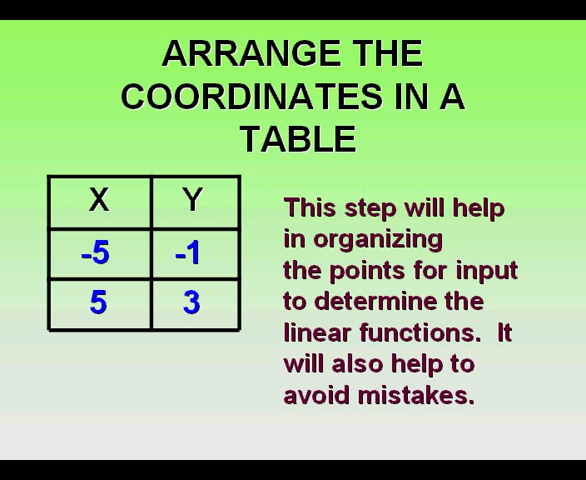 ARRANGE THE
COORDINATES IN A
TABLE
X Y
-5 -1
5 3
This step will help
in organizing
the points for input
to determine the
linear functions. It
will also help to
avoid mistakes.